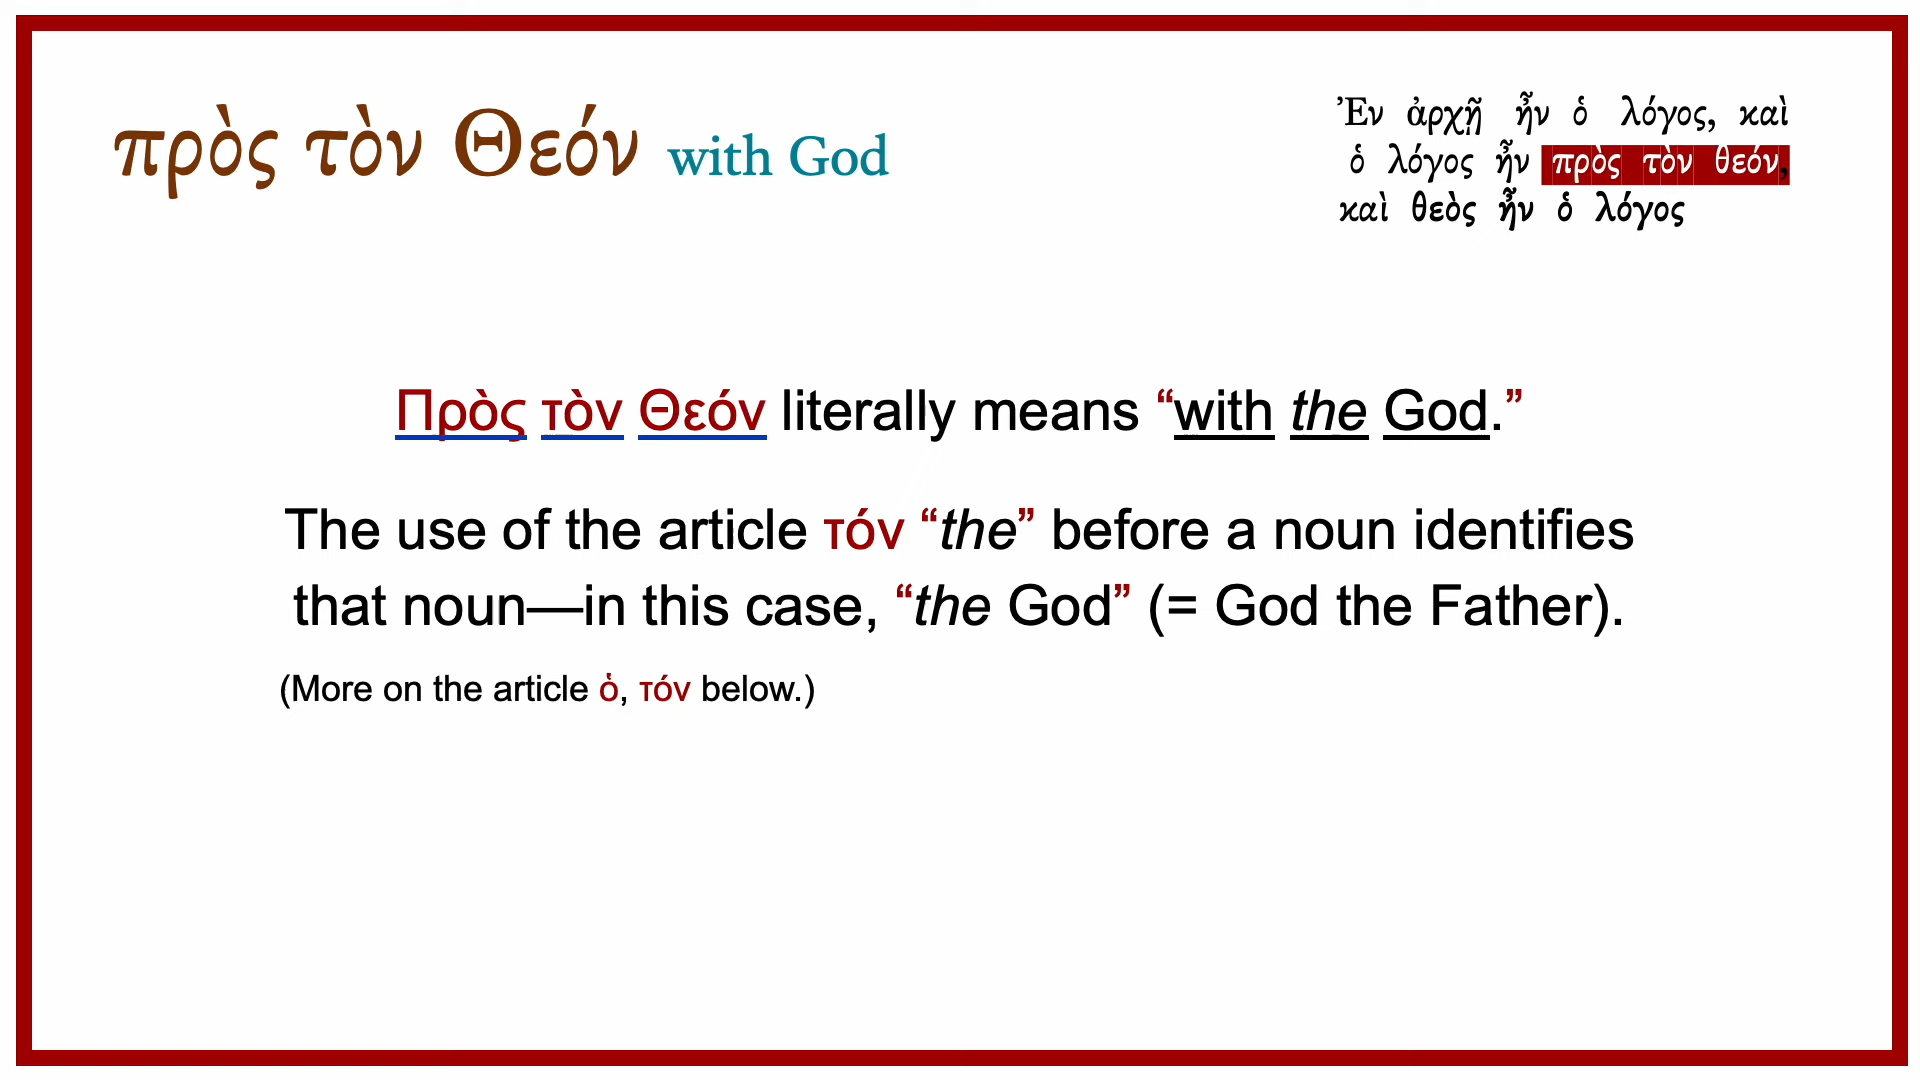 πρὸς τὸν Θεόν with God
Ἐν ἀρχῇ ἦν ὁ λόγος, καὶ
ὁ λόγος ἦν πρὸς τὸν θεόν,
καὶ θεὸς ἦν ὁ λόγος
Πρὸς τὸν Θεόν literally means “with the God.”
The use of the article τόν “the” before a noun identifies
that noun—in this case, “the God” (= God the Father).
(More on the article ὁ, τόν below.)